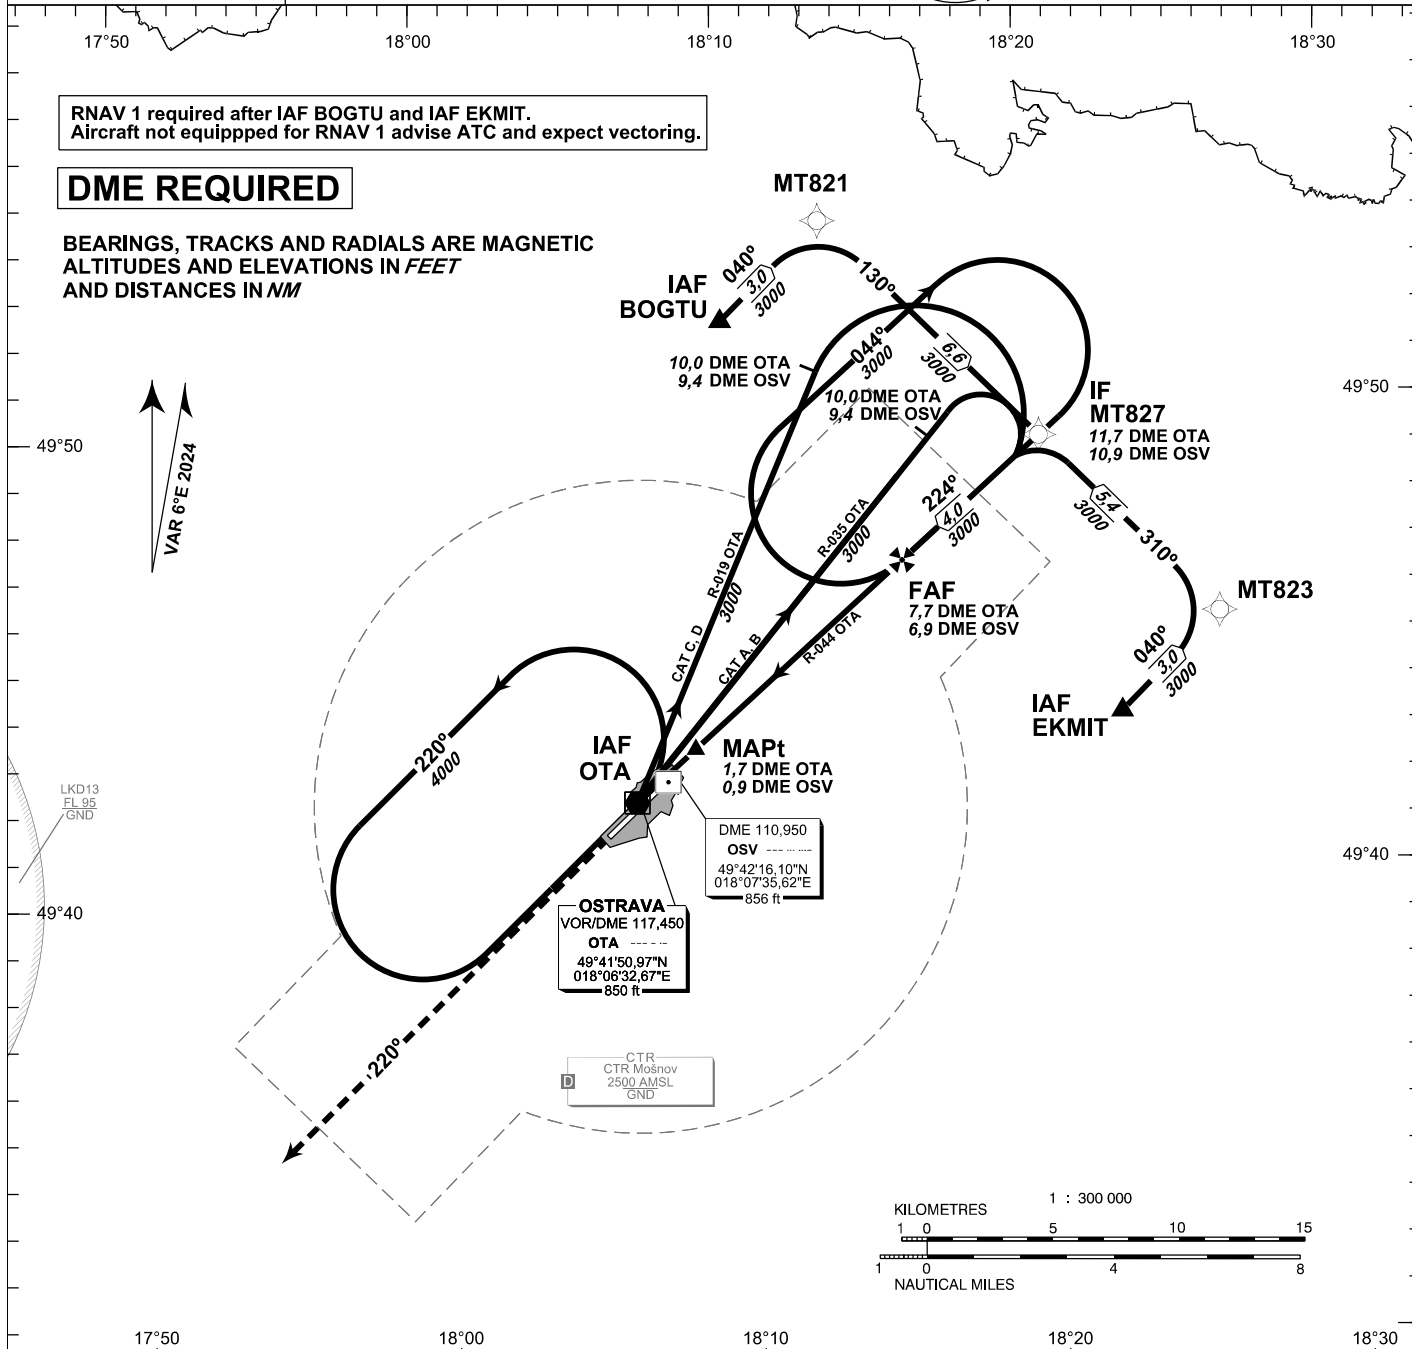 17°50'
18°00'
18°10'
18°20'
18°30'
RNAV 1 required after IAF BOGTU and IAF EKMIT.
Aircraft not equippped for RNAV 1 advise ATC and expect vectoring.
DME REQUIRED
BEARINGS, TRACKS AND RADIALS ARE MAGNETIC
ALTITUDES AND ELEVATIONS IN FEET
AND DISTANCES IN NM
VAR 6°E 2024
MT821
IAF
BOGTU
040°
3,0
3000
130°
6,6
3000
044°
3000
10,0 DME OTA
9,4 DME OSV
10,0 DME OTA
9,4 DME OSV
IF
MT827
11,7 DME OTA
10,9 DME OSV
49°50'
49°50'
224°
4,0
3000
5,4
3000
310°
MT823
040°
3,0
3000
IAF
EKMIT
FAF
7,7 DME OTA
6,9 DME OSV
R-019 OTA
3000
CAT C, D
R-035 OTA
3000
CAT A, B
R-044 OTA
220°
4000
IAF
OTA
MAPt
1,7 DME OTA
0,9 DME OSV
LKD13
FL 95
GND
DME 110,950
OSV --- ··· ···-
49°42'16,10"N
018°07'35,62"E
856 ft
49°40'
49°40'
OSTRAVA
VOR/DME 117,450
OTA --- - ·-
49°41'50,97"N
018°06'32,67"E
850 ft
220°
CTR
CTR Mošnov
D
2500 AMSL
GND
1 : 300 000
KILOMETRES
1 0 5 10 15
1 0 4 8
NAUTICAL MILES
17°50'
18°00'
18°10'
18°20'
18°30'